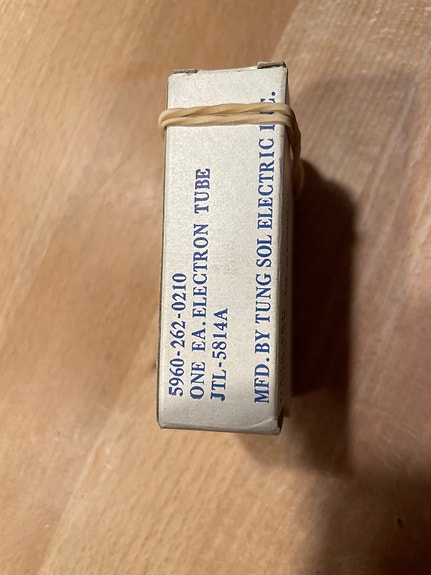 5960-262-0210
ONE EA. ELECTRON TUBE
JTL-5814A
MFD. BY TUNG SOL ELECTRIC